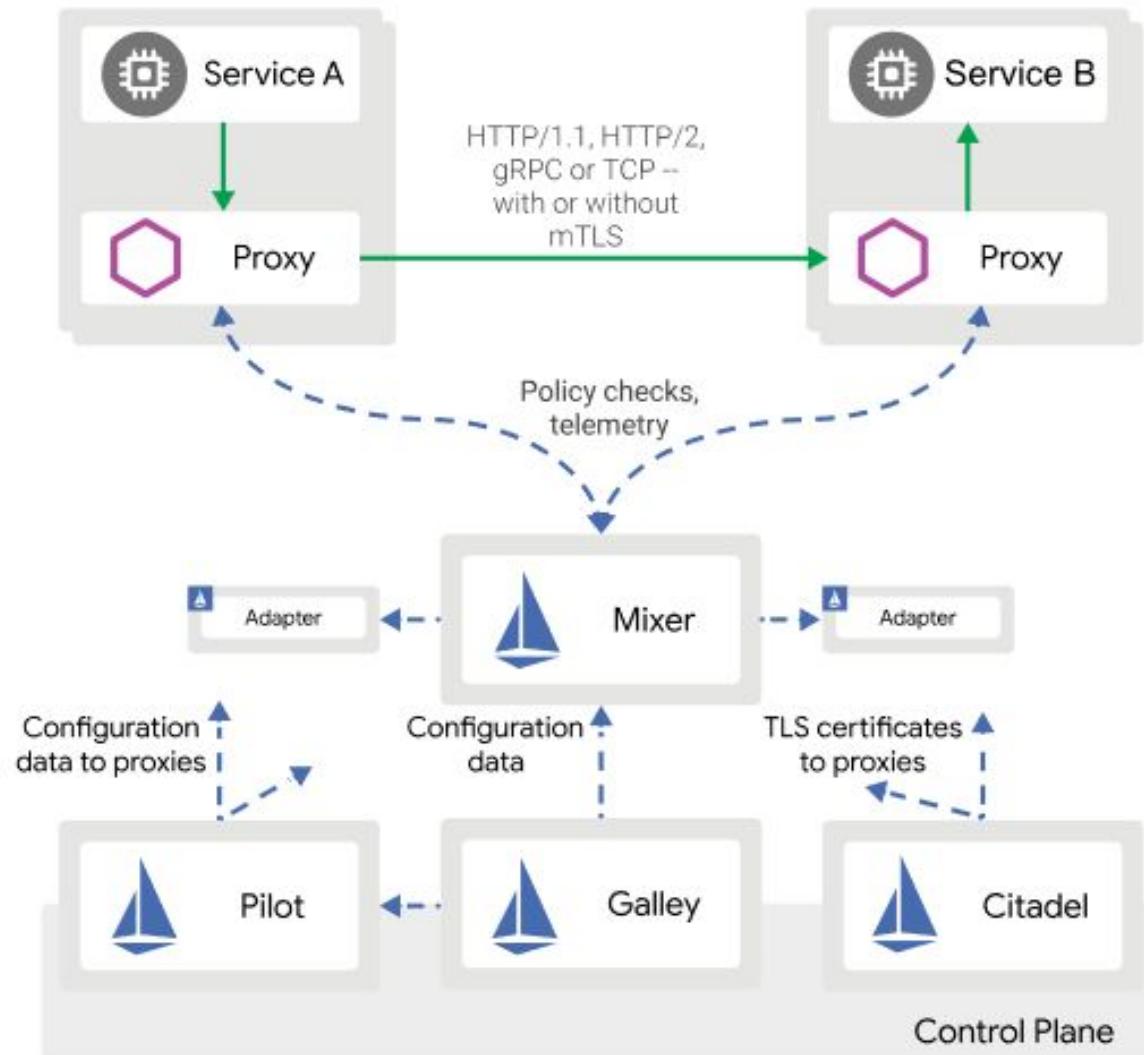 Service A
Service B
HTTP/1.1, HTTP/2,
gRPC or TCP --
with or without
mTLS
Proxy
Proxy
Policy checks,
telemetry
Mixer
Adapter
Adapter
Configuration
data to proxies
Configuration
data
TLS certificates
to proxies
Pilot
Galley
Citadel
Control Plane